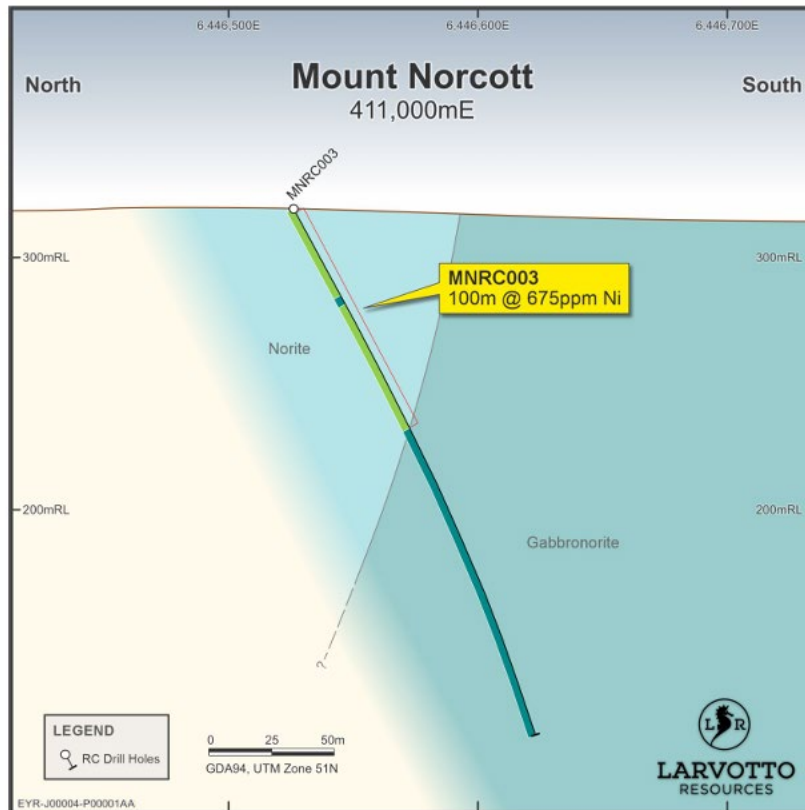 6,446,500E
6,446,600E
6,446,700E
North
Mount Norcott
South
411,000mE
MNRC003
300mRL
300mRL
MNRC003
100m @ 675ppm Ni
Norite
200mRL
200mRL
Gabbronorite
?
LEGEND
RC Drill Holes
0 25 50m
GDA94, UTM Zone 51N
L R
LARVOTTO
RESOURCES
EYR-J00004-P00001AA